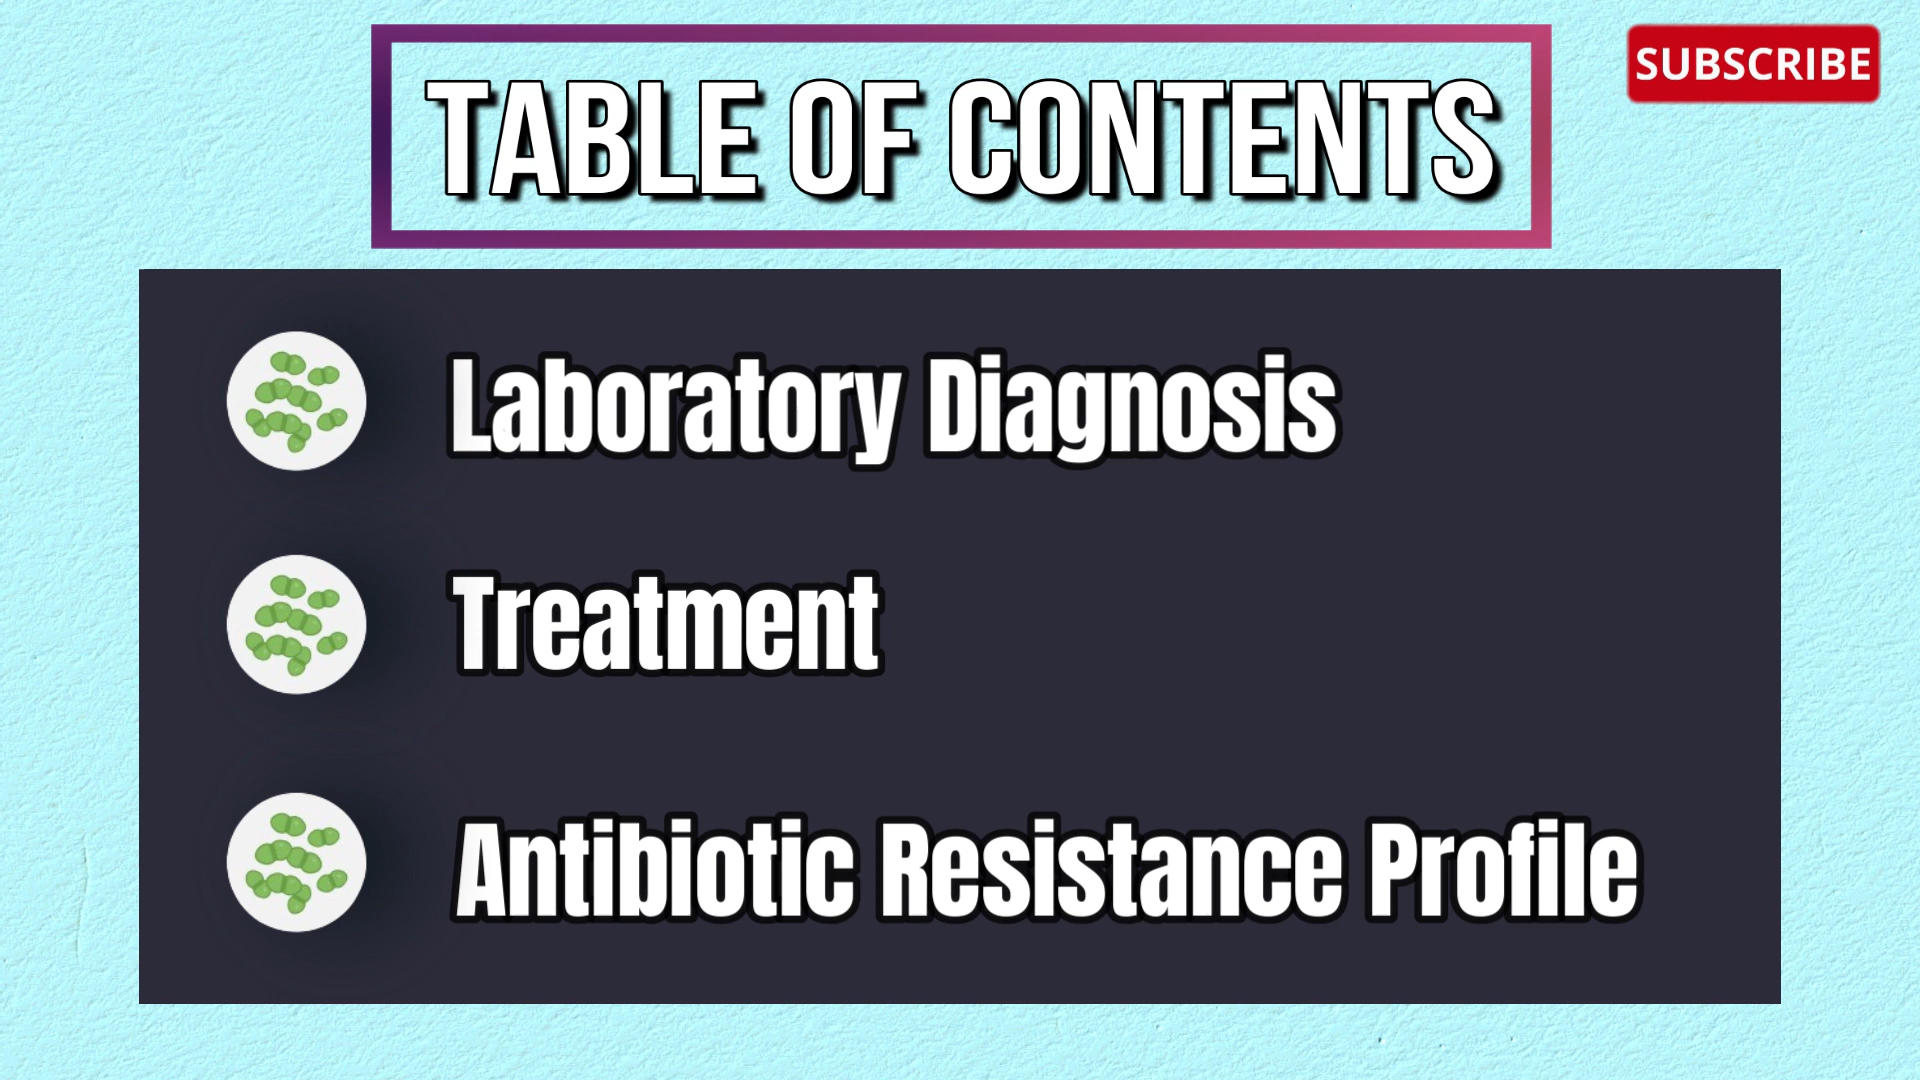 TABLE OF CONTENTS
SUBSCRIBE
Laboratory Diagnosis
Treatment
Antibiotic Resistance Profile